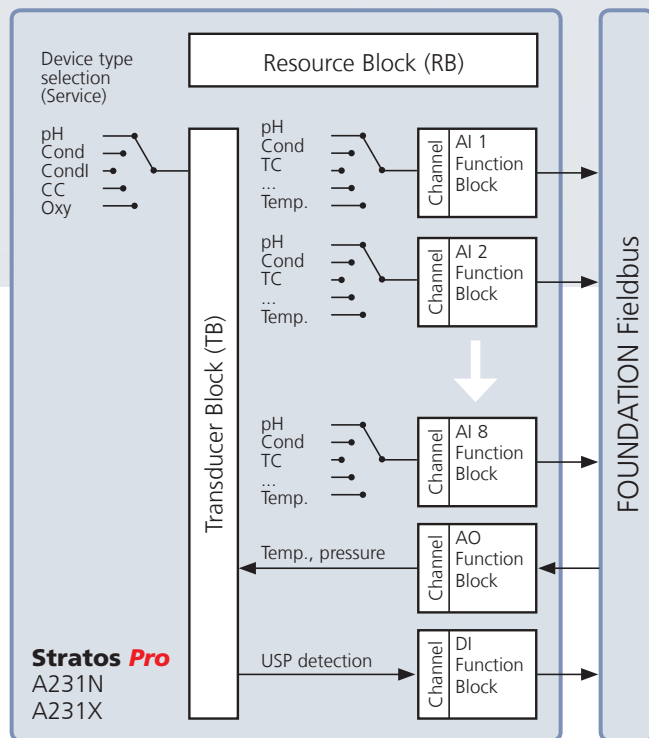 Device type
selection
(Service)
pH
Cond
CondI
CC
Oxy
Resource Block (RB)
Transducer Block (TB)
pH
Cond
TC
...
Temp.
Channel
AI 1
Function
Block
pH
Cond
TC
...
Temp.
Channel
AI 2
Function
Block
pH
Cond
TC
...
Temp.
Channel
AI 8
Function
Block
Temp., pressure
Channel
AO
Function
Block
USP detection
Channel
DI
Function
Block
Stratos Pro
A231N
A231X
FOUNDATION Fieldbus